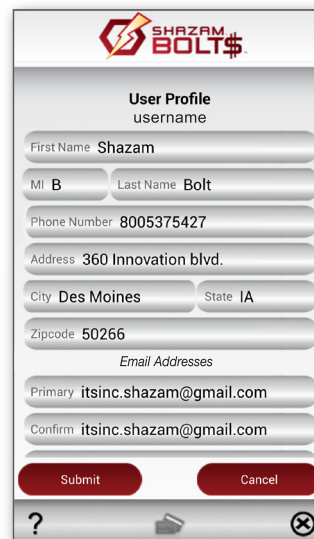 SHAZAM
BOLT$
User Profile
username
First Name Shazam
MI B Last Name Bolt
Phone Number 8005375427
Address 360 Innovation blvd.
City Des Moines State IA
Zipcode 50266
Email Addresses
Primary itsinc.shazam@gmail.com
Confirm itsinc.shazam@gmail.com
Submit Cancel
?